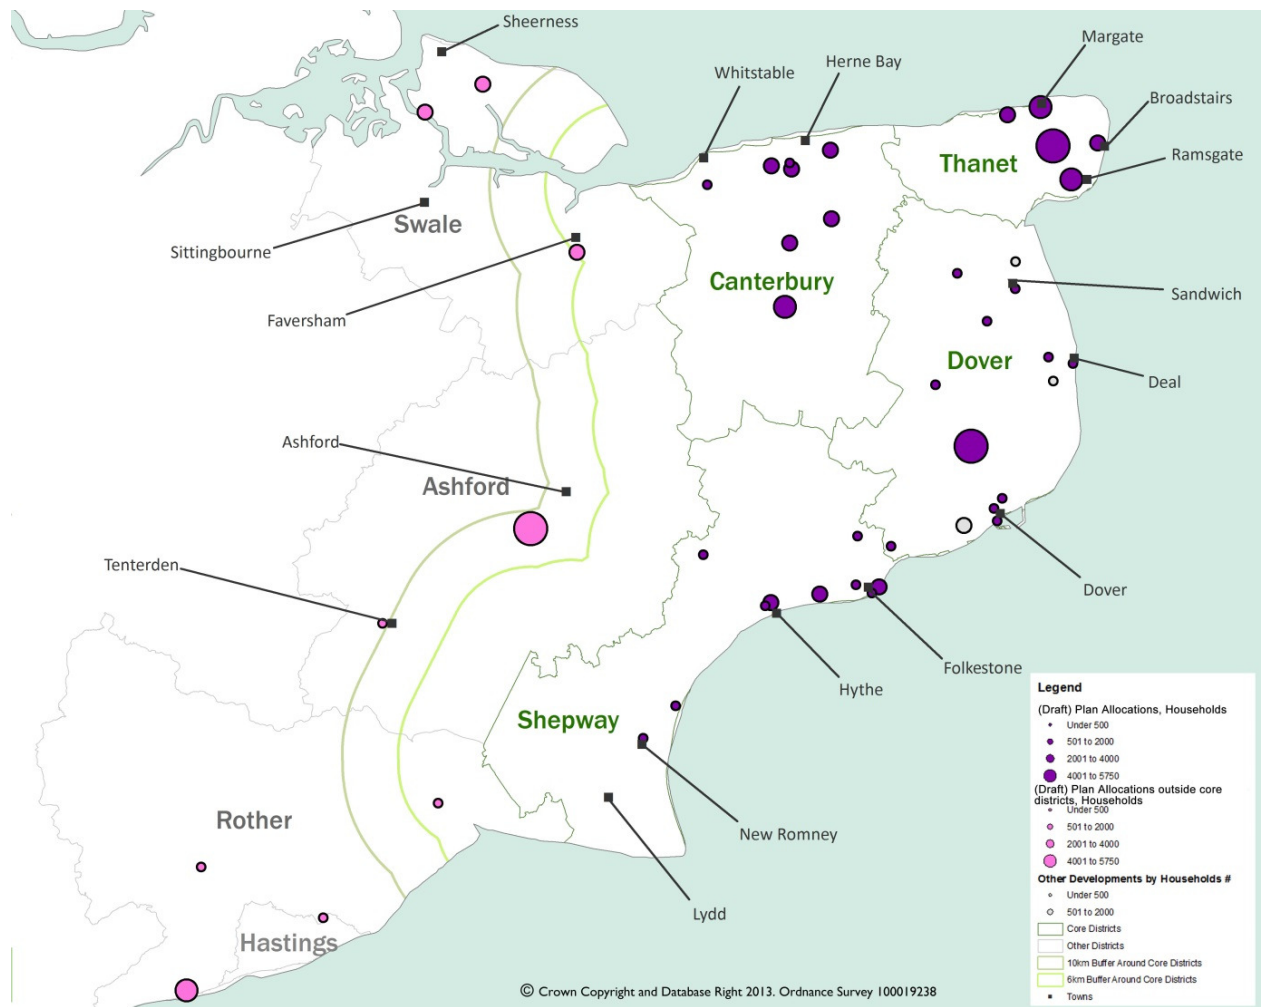 Sheerness
Margate
Whitstable
Herne Bay
Broadstairs
Ramsgate
Thanet
Swale
Sittingbourne
Canterbury
Sandwich
Faversham
Dover
Deal
Ashford
Ashford
Tenterden
Dover
Folkestone
Hythe
Shepway
Rother
New Romney
Lydd
Hastings
Legend
(Draft) Plan Allocations, Households
Under 500
501 to 2000
2001 to 4000
4001 to 5750
(Draft) Plan Allocations outside core
districts, Households
Under 500
501 to 2000
2001 to 4000
4001 to 5750
Other Developments by Households #
Under 500
501 to 2000
Core Districts
Other Districts
10km Buffer Around Core Districts
6km Buffer Around Core Districts
Towns
© Crown Copyright and Database Right 2013. Ordnance Survey 100019238